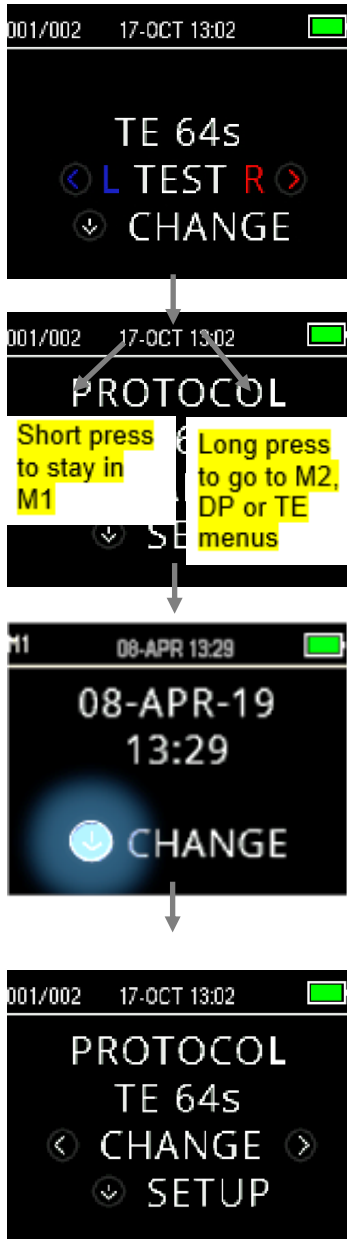 001/002 17-OCT 13:02
TE 64s
L TEST R
CHANGE
001/002 17-OCT 13:02
PROTOCOL
Short press
to stay in
M1
Long press
to go to M2,
DP or TE
menus
M1 08-APR 13:29
08-APR-19
13:29
CHANGE
001/002 17-OCT 13:02
PROTOCOL
TE 64s
CHANGE
SETUP